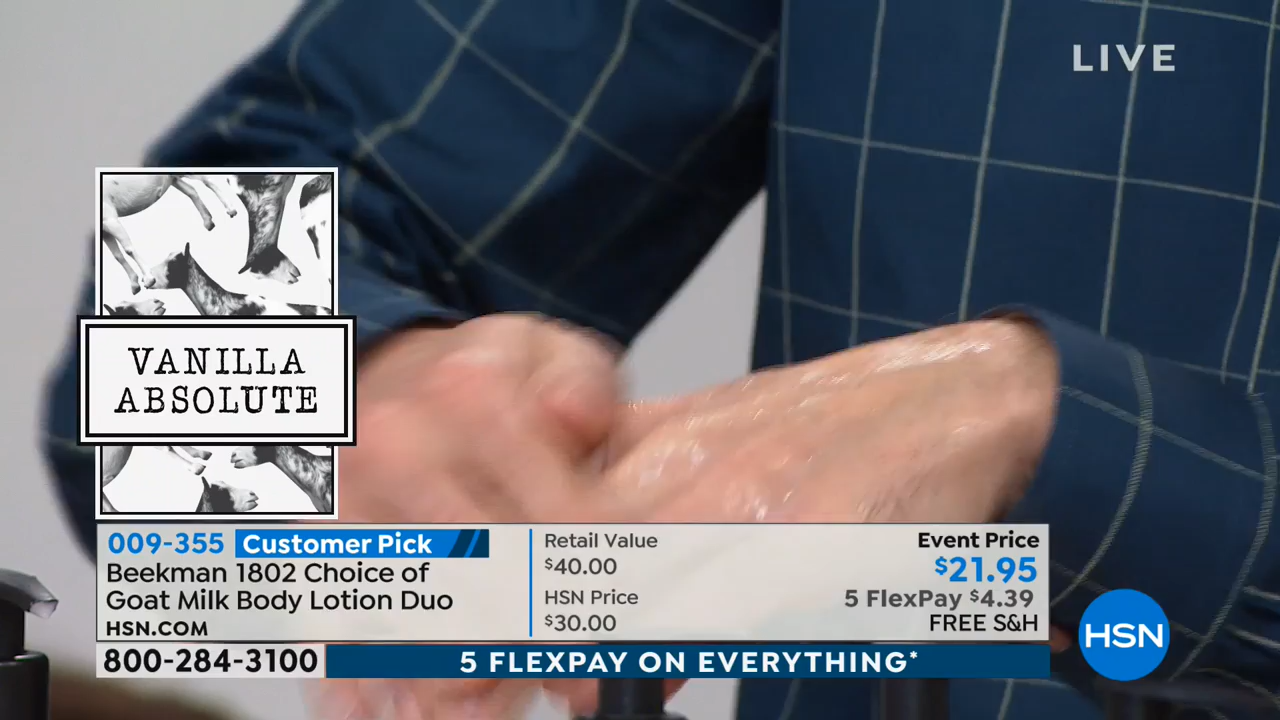 LIVE
VANILLA
ABSOLUTE
009-355 Customer Pick
Beekman 1802 Choice of
Goat Milk Body Lotion Duo
HSN.COM
Retail Value
$40.00
HSN Price
$30.00
Event Price
$21.95
5 FlexPay $4.39
FREE S&H
HSN
800-284-3100
5 FLEXPAY ON EVERYTHING*